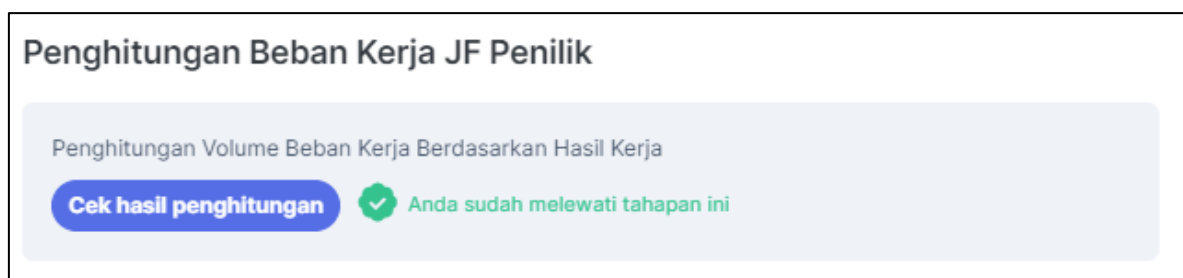 Penghitungan Beban Kerja JF Penilik
Penghitungan Volume Beban Kerja Berdasarkan Hasil Kerja
Cek hasil penghitungan Anda sudah melewati tahapan ini